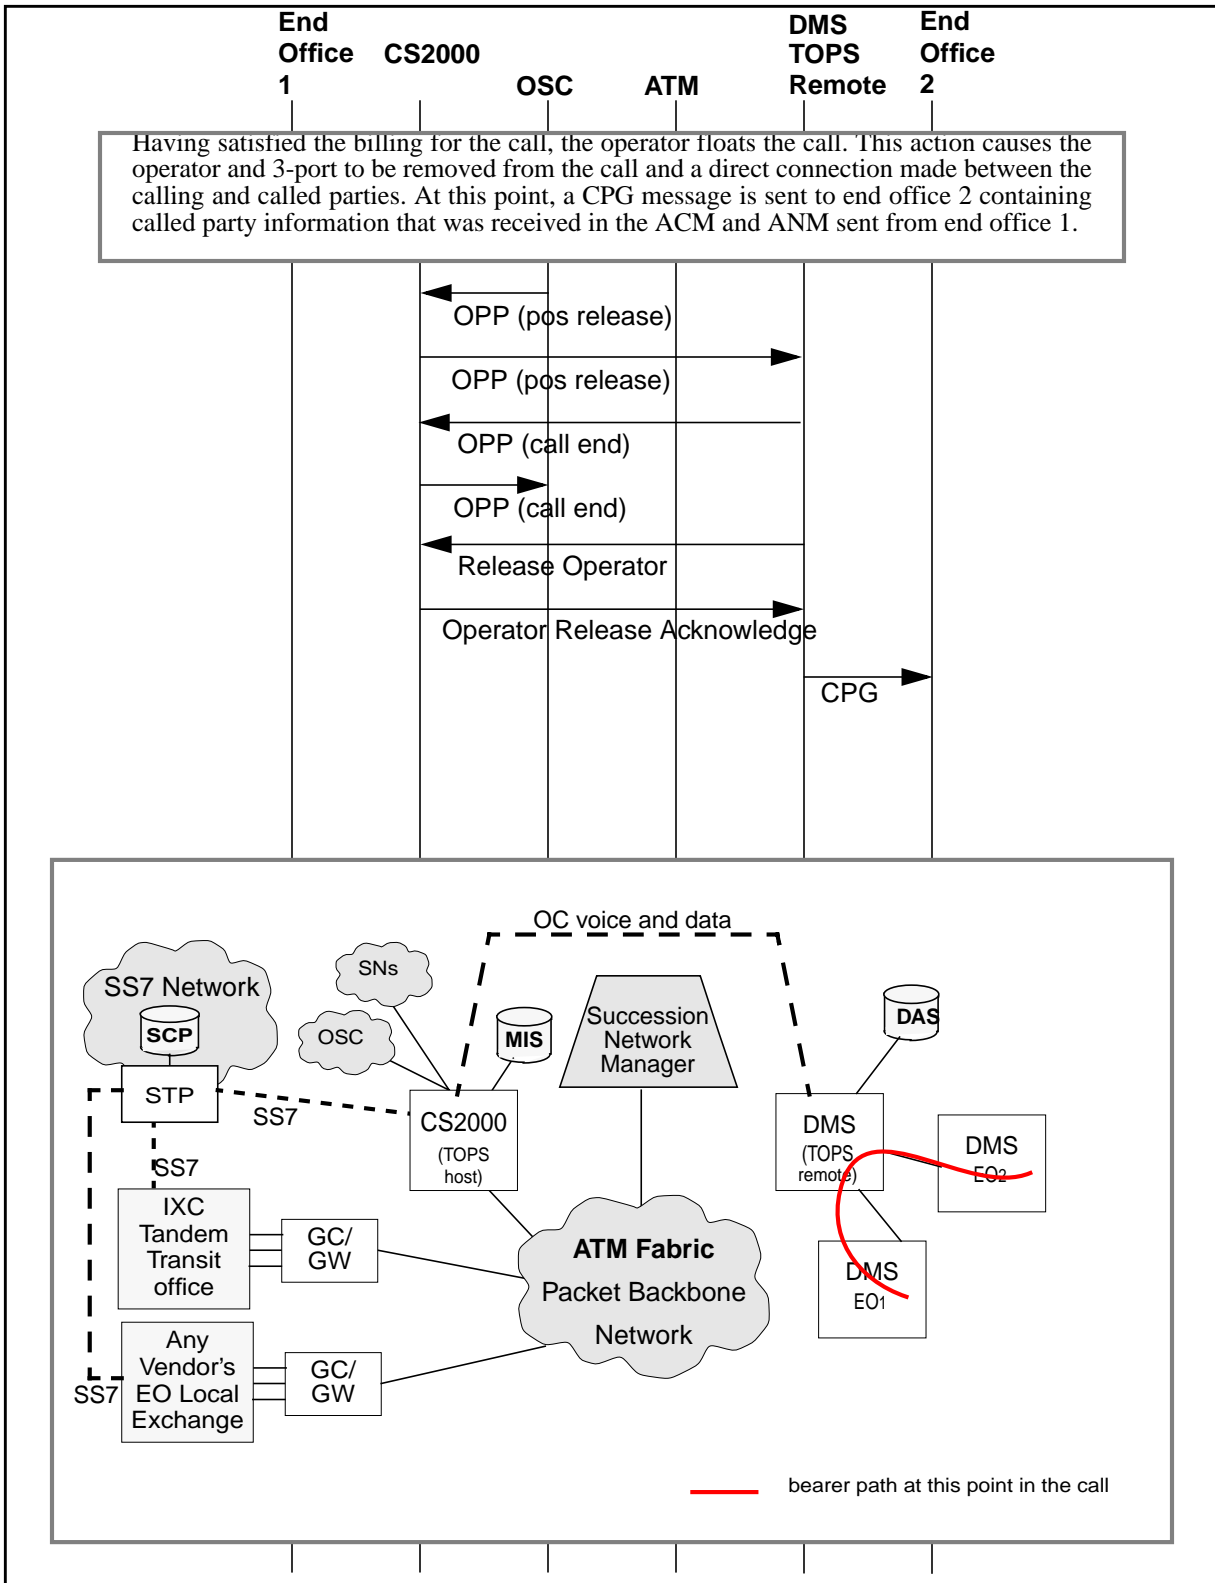 End
Office
1
CS2000
OSC
ATM
DMS
TOPS
Remote
End
Office
2
Having satisfied the billing for the call, the operator floats the call. This action causes the
operator and 3-port to be removed from the call and a direct connection made between the
calling and called parties. At this point, a CPG message is sent to end office 2 containing
called party information that was received in the ACM and ANM sent from end office 1.
OPP (pos release)
OPP (pos release)
OPP (call end)
OPP (call end)
Release Operator
Operator Release Acknowledge
CPG
OC voice and data
SS7 Network
SCP
STP
SNs
OSC
MIS
Succession
Network
Manager
DAS
SS7
CS2000
(TOPS
host)
DMS
(TOPS
remote)
DMS
EO2
SS7
IXC
Tandem
Transit
office
GC/
GW
ATM Fabric
Packet Backbone
Network
DMS
EO1
Any
Vendor's
EO Local
Exchange
GC/
GW
SS7
bearer path at this point in the call